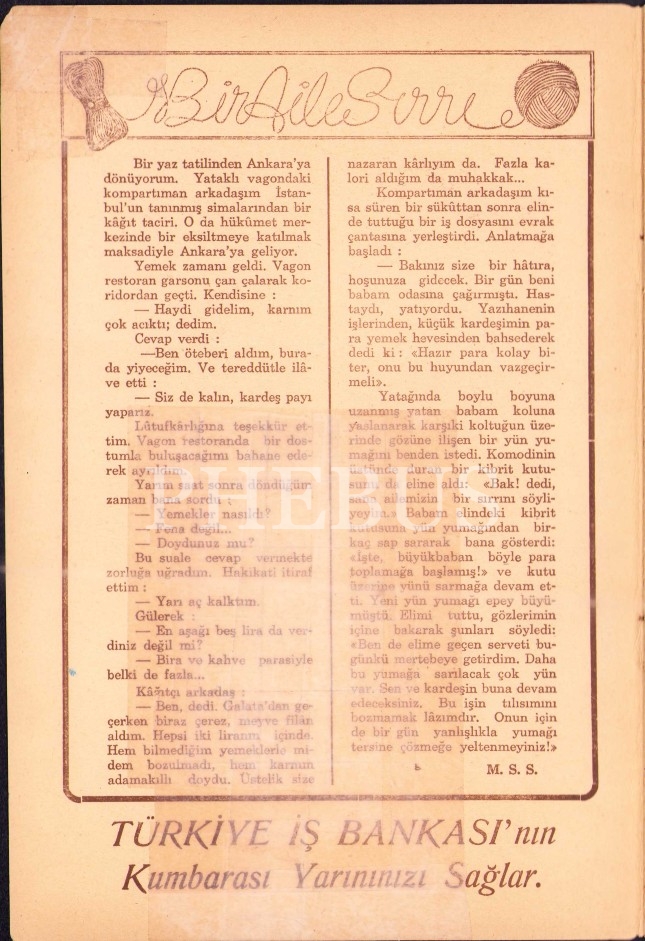 Bir Aile Sırrı
Bir yaz tatilinden Ankara'ya
dönüyorum. Yataklı vagondaki
kompartıman arkadaşım İstan-
bul'un tanınmış simalarından bir
kâğıt taciri. O da hükûmet mer-
kezinde bir eksiltmeye katılmak
maksadiyle Ankara'ya geliyor.
Yemek zamanı geldi. Vagon
restoran garsonu çan çalarak ko-
ridordan geçti. Kendisine :
— Haydi gidelim, karnım
çok acıktı; dedim.
Cevap verdi :
—Ben öteberi aldım, bura-
da yiyeceğim. Ve tereddütle ilâ-
ve etti :
— Siz de kalın, kardeş payı
yaparız.
Lûtufkârlığına teşekkür et-
tim. Vagon restoranda bir dos-
tumla buluşacağımı bahane ede-
rek ayrıldım.
Yarım saat sonra döndüğüm
zaman bana sordu :
— Yemekler nasıldı?
— Fena değil...
— Doydunuz mu?
Bu suale cevap vermekte
zorluğa uğradım. Hakikati itiraf
ettim :
— Yarı aç kalktım.
Gülerek :
— En aşağı beş lira da ver-
diniz değil mi?
— Bira ve kahve parasiyle
belki de fazla...
Kâğıtçı arkadaş :
— Ben, dedi. Galata'dan ge-
çerken biraz çerez, meyve filân
aldım. Hepsi iki liranın içinde.
Hem bilmediğim yemeklerle mi-
dem bozulmadı, hem karnım
adamakıllı doydu. Üstelik size
nazaran kârlıyım da. Fazla ka-
lori aldığım da muhakkak...
Kompartıman arkadaşım kı-
sa süren bir sükûttan sonra elin-
de tuttuğu bir iş dosyasını evrak
çantasına yerleştirdi. Anlatmağa
başladı :
— Bakınız size bir hâtıra,
hoşunuza gidecek. Bir gün beni
babam odasına çağırmıştı. Has-
taydı, yatıyordu. Yazıhanenin
işlerinden, küçük kardeşimin pa-
ra yemek hevesinden bahsederek
dedi ki : «Hazır para kolay bi-
ter, onu bu huyundan vazgeçir-
meli».
Yatağında boylu boyuna
uzanmış yatan babam koluna
yaslanarak karşıki koltuğun üze-
rinde gözüne ilişen bir yün yu-
mağını benden istedi. Komodinin
üstünde duran bir kibrit kutu-
sunu da eline aldı: «Bak! dedi,
sana ailemizin bir sırrını söyli-
yeyim.» Babam elindeki kibrit
kutusuna yün yumağından bir-
kaç sap sararak bana gösterdi:
«İşte, büyükbaban böyle para
toplamağa başlamış!» ve kutu
üzerine yünü sarmağa devam et-
ti. Yeni yün yumağı epey büyü-
müştü. Elimi tuttu, gözlerimin
içine bakarak şunları söyledi:
«Ben de elime geçen serveti bu-
günkü mertebeye getirdim. Daha
bu yumağa sarılacak çok yün
var. Sen ve kardeşin buna devam
edeceksiniz. Bu işin tılısımını
bozmamak lâzımdır. Onun için
de bir gün yanlışlıkla yumağı
tersine çözmeğe yeltenmeyiniz!»
M. S. S.
PHEBUS
TÜRKİYE İŞ BANKASI'nın
Kumbarası Yarınınızı Sağlar.